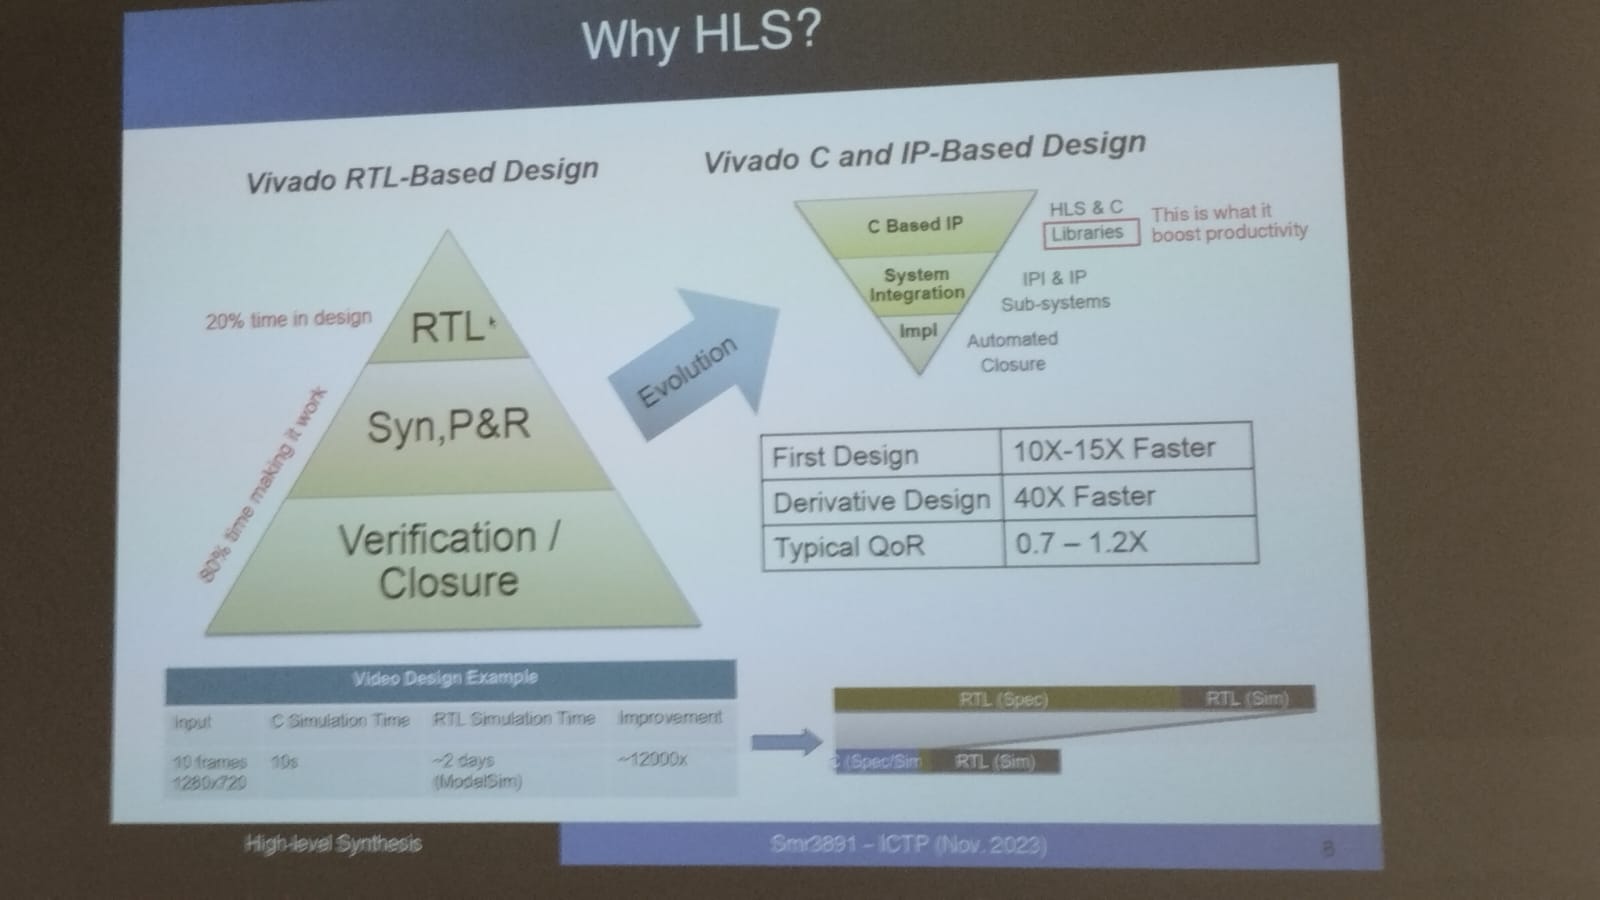 Why HLS?
Vivado RTL-Based Design
20% time in design
RTL
80% time making it work
Syn,P&R
Verification /
Closure
Evolution
Vivado C and IP-Based Design
C Based IP
HLS & C
Libraries
This is what it
boost productivity
System
Integration
IPI & IP
Sub-systems
Impl
Automated
Closure
First Design 10X-15X Faster
Derivative Design 40X Faster
Typical QoR 0.7 – 1.2X
Video Design Example
Input C Simulation Time RTL Simulation Time Improvement
10 frames 10s ~2 days ~12000x
1280x720 (ModelSim)
RTL (Spec) RTL (Sim)
(Spec/Sim RTL (Sim)
High-level Synthesis
Smr3891 – ICTP (Nov. 2023)
8